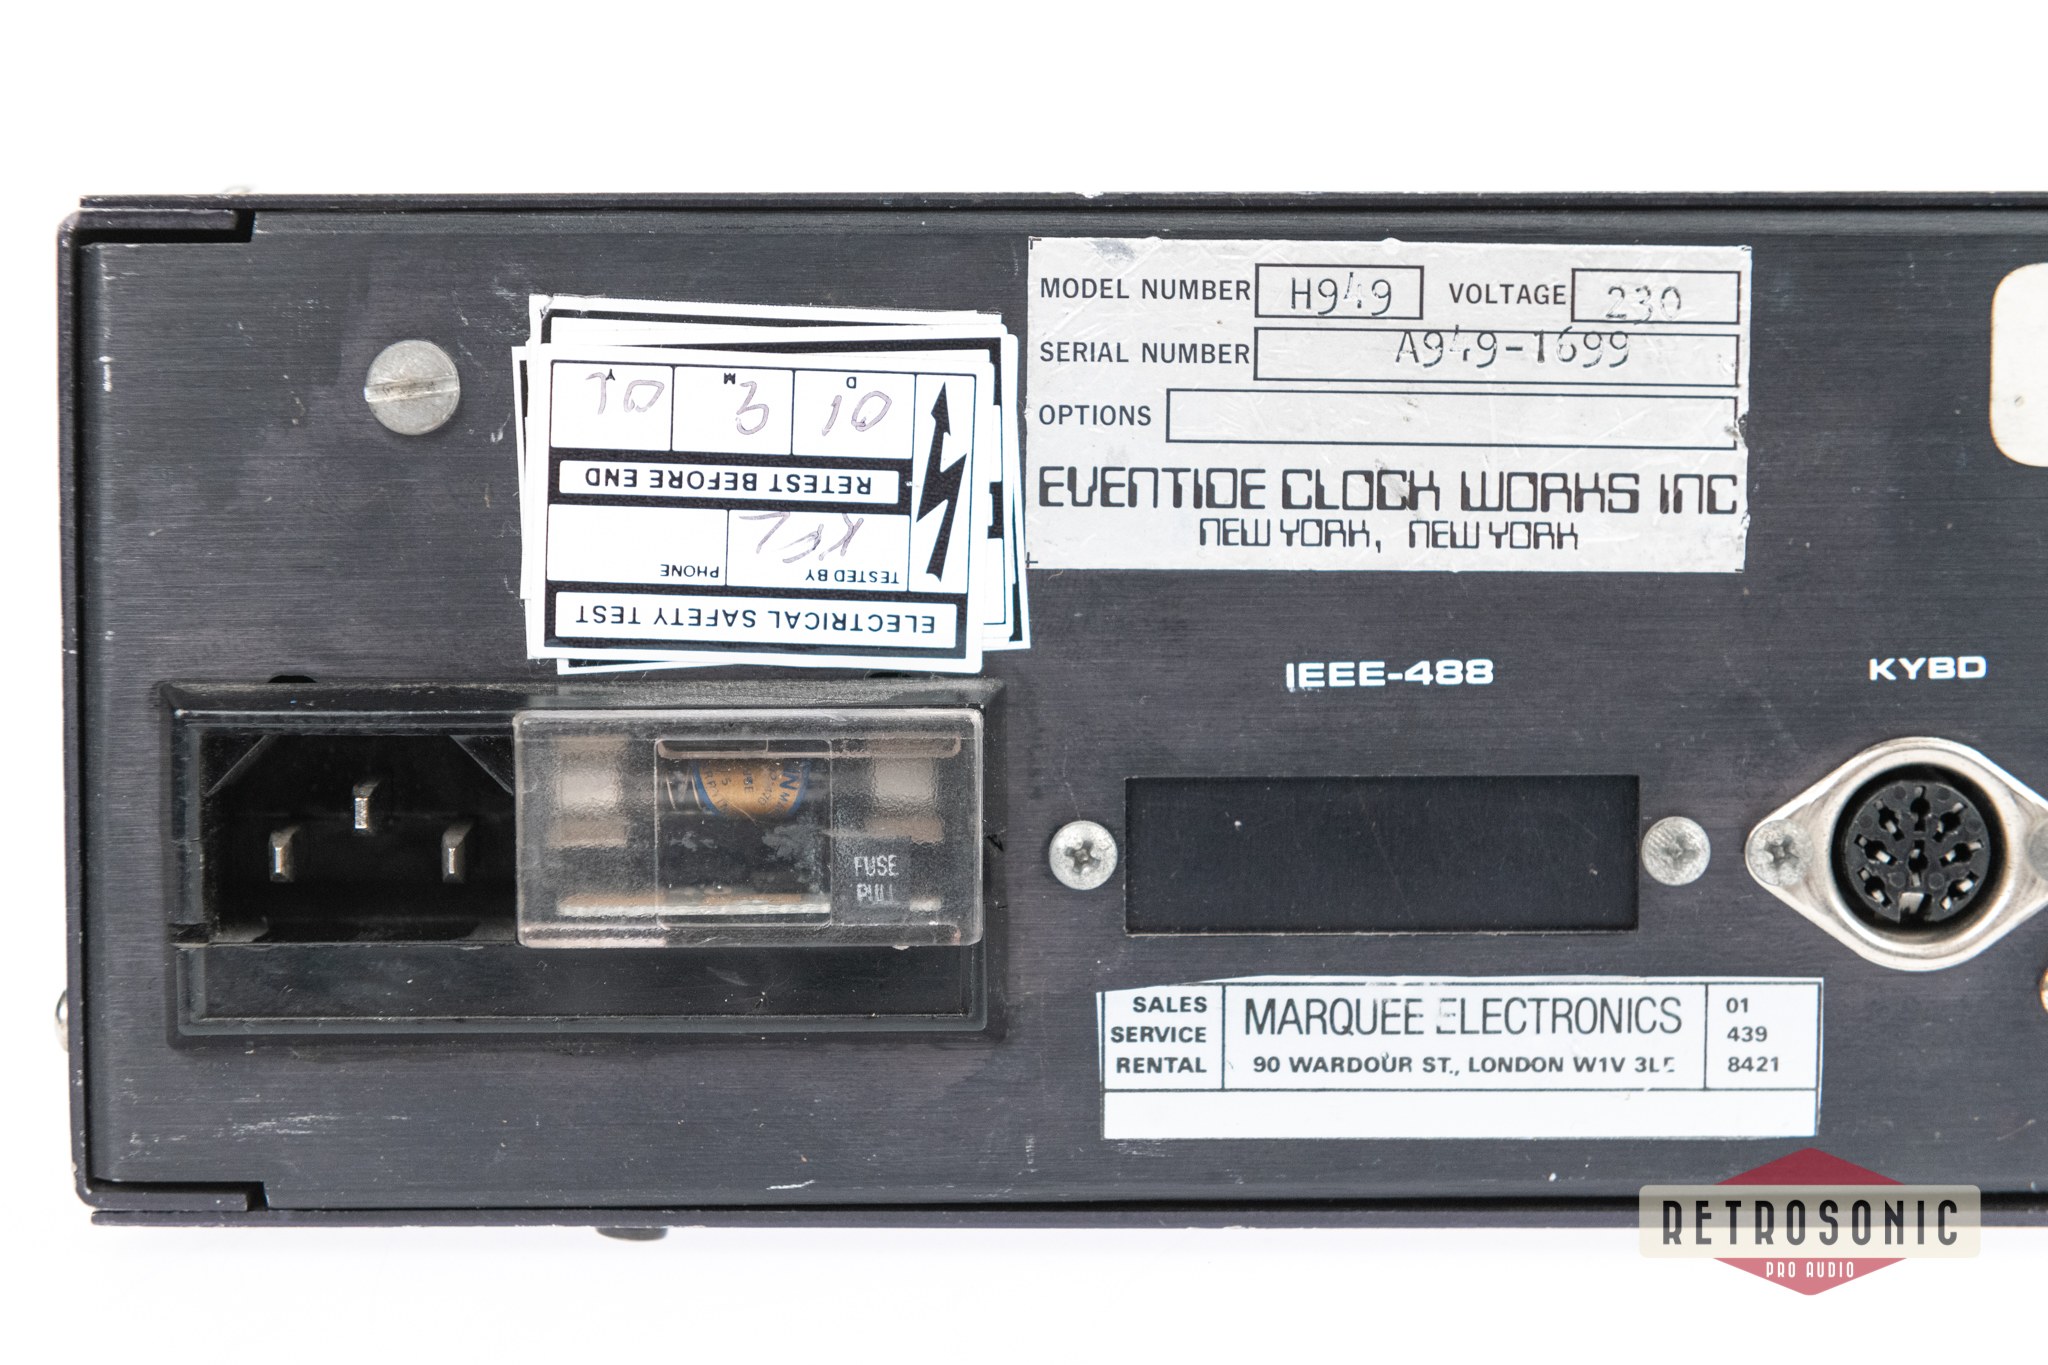 MODEL NUMBER H949 VOLTAGE 230
SERIAL NUMBER A949-1699
OPTIONS
EVENTIDE CLOCK WORKS INC
NEW YORK, NEW YORK
ELECTRICAL SAFETY TEST
TESTED BY PHONE
RETEST BEFORE END
D M Y
10 3
IEEE-488
KYBD
FUSE
PULL
SALES
SERVICE
RENTAL
MARQUEE ELECTRONICS
90 WARDOUR ST., LONDON W1V
01
439
8421
RETROSONIC
PRO AUDIO